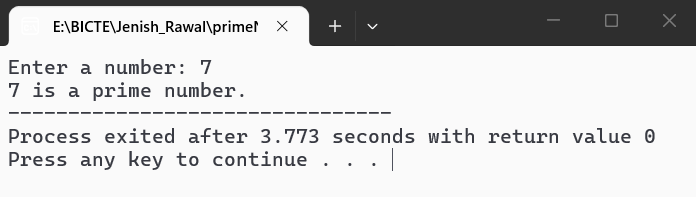 E:\BICTE\Jenish_Rawal\prime
Enter a number: 7
7 is a prime number.
--------------------------------
Process exited after 3.773 seconds with return value 0
Press any key to continue . . .